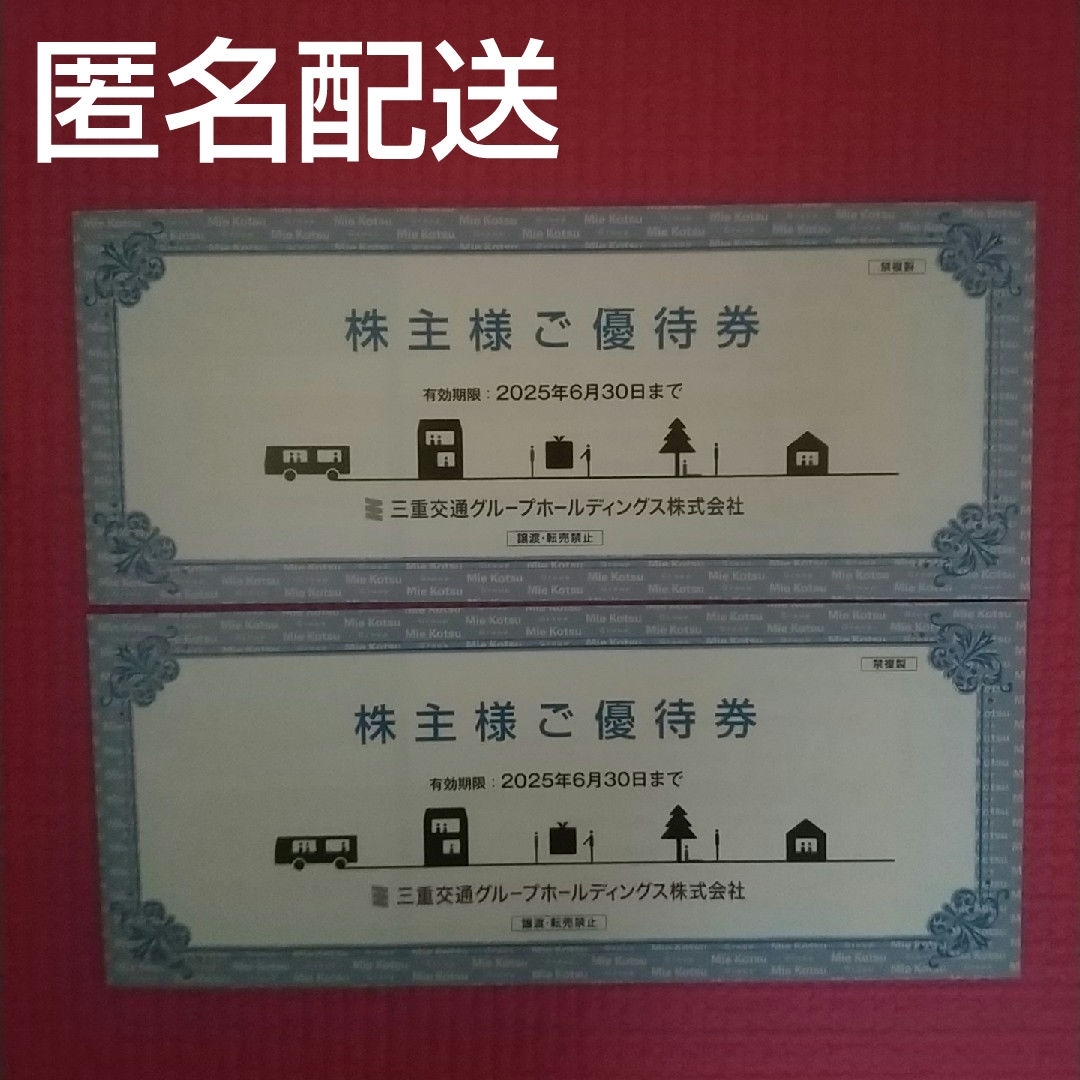 匿名配送
禁複製
株主様ご優待券
有効期限：2025年6月30日まで
三重交通グループホールディングス株式会社
譲渡・転売禁止
Mie Kotsu
禁複製
株主様ご優待券
有効期限：2025年6月30日まで
三重交通グループホールディングス株式会社
譲渡・転売禁止
Mie Kotsu